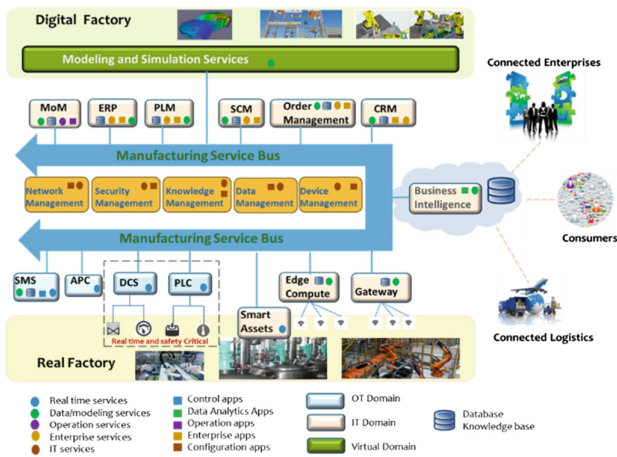 Digital Factory
Modeling and Simulation Services
Connected Enterprises
MoM
ERP
PLM
SCM
Order
Management
CRM
Manufacturing Service Bus
Network
Management
Security
Management
Knowledge
Management
Data
Management
Device
Management
Business
Intelligence
Consumers
Manufacturing Service Bus
SMS
APC
DCS
PLC
Smart
Assets
Edge
Compute
Gateway
Real time and safety Critical
Connected Logistics
Real Factory
Real time services
Data/modeling services
Operation services
Enterprise services
IT services
Control apps
Data Analytics Apps
Operation apps
Enterprise apps
Configuration apps
OT Domain
IT Domain
Virtual Domain
Database
Knowledge base